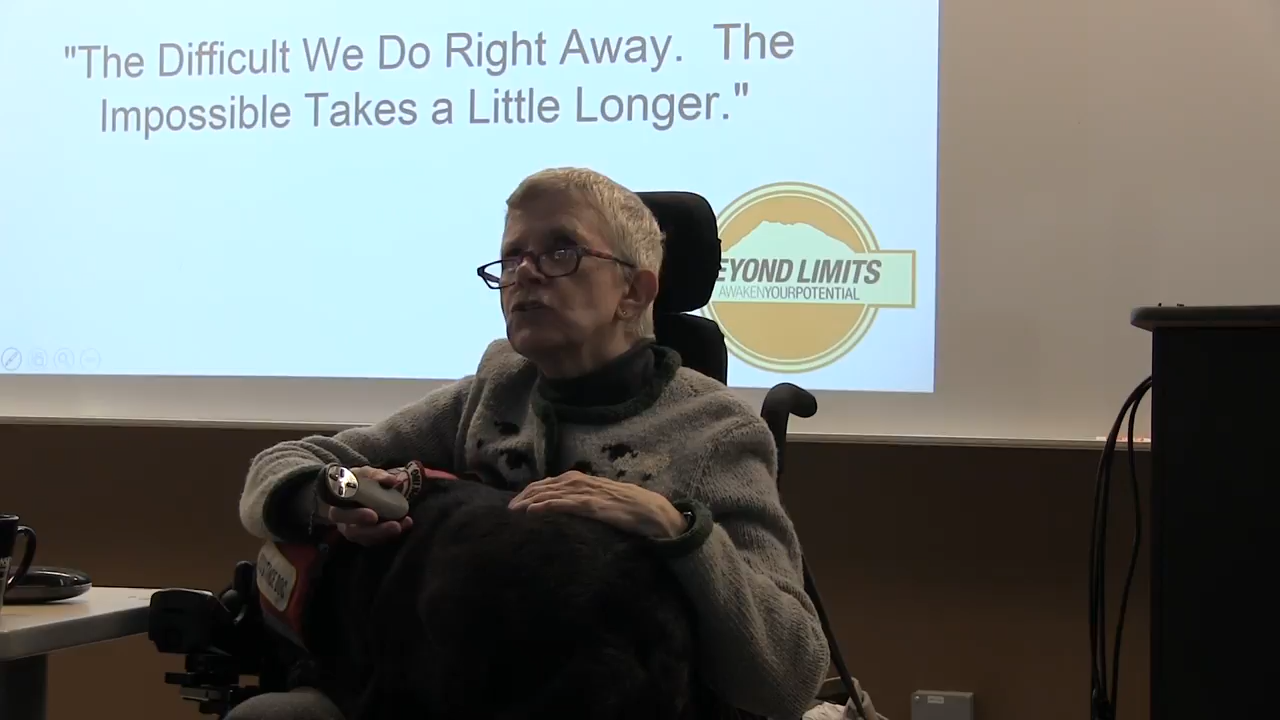 "The Difficult We Do Right Away. The
Impossible Takes a Little Longer."
EYOND LIMITS
AWAKENYOURPOTENTIAL